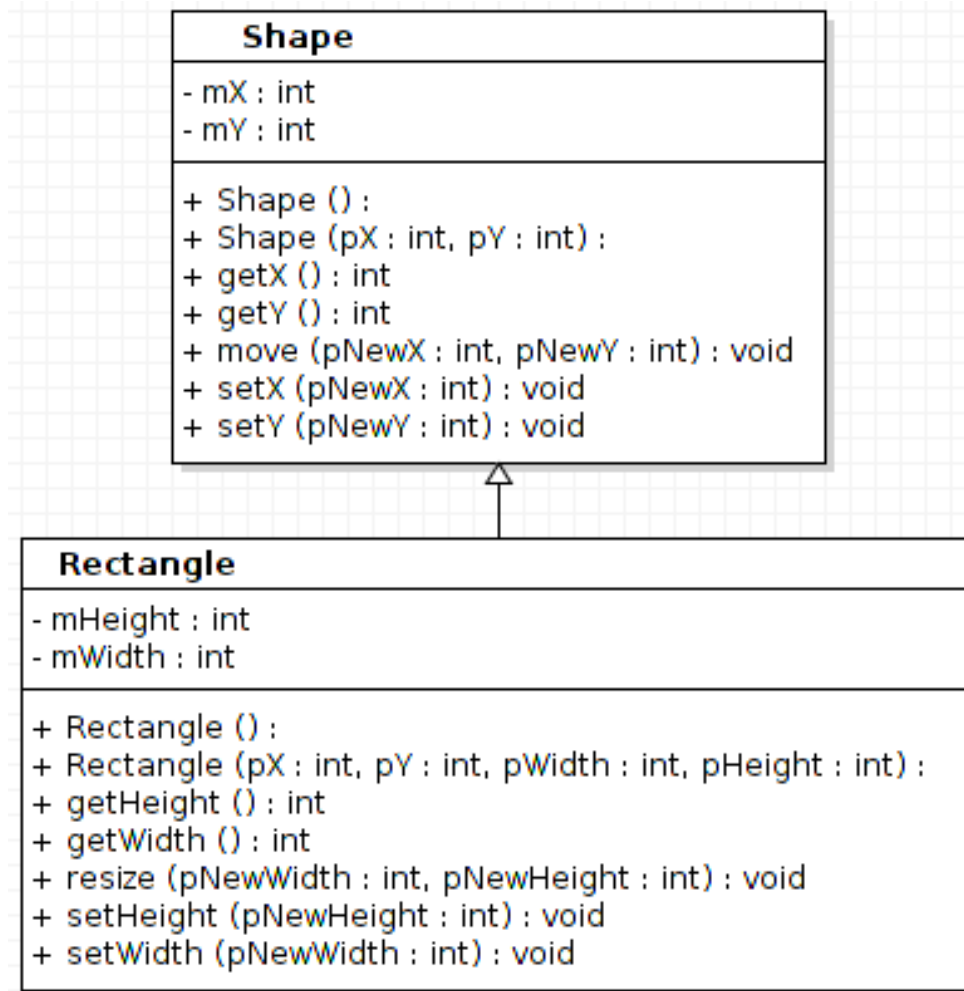 Shape
- mX : int
- mY : int
+ Shape () :
+ Shape (pX : int, pY : int) :
+ getX () : int
+ getY () : int
+ move (pNewX : int, pNewY : int) : void
+ setX (pNewX : int) : void
+ setY (pNewY : int) : void
Rectangle
- mHeight : int
- mWidth : int
+ Rectangle () :
+ Rectangle (pX : int, pY : int, pWidth : int, pHeight : int) :
+ getHeight () : int
+ getWidth () : int
+ resize (pNewWidth : int, pNewHeight : int) : void
+ setHeight (pNewHeight : int) : void
+ setWidth (pNewWidth : int) : void